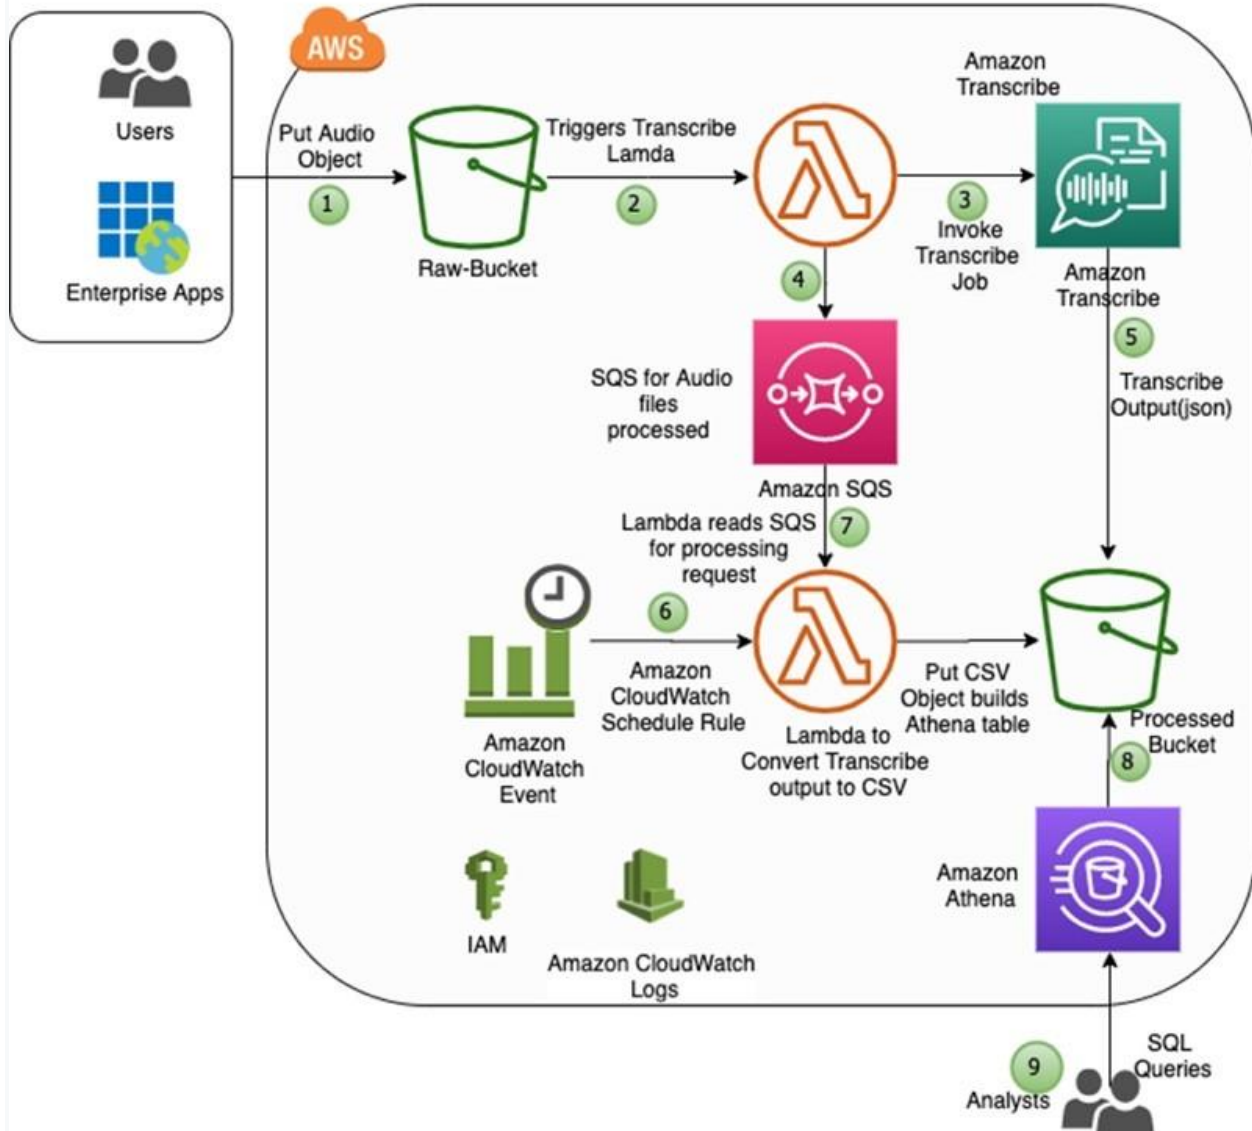 AWS
Users
Enterprise Apps
Put Audio
Object
1
Raw-Bucket
Triggers Transcribe
Lamda
2
3
Invoke
Transcribe
Job
Amazon
Transcribe
Amazon
Transcribe
4
5
Transcribe
Output(json)
SQS for Audio
files
processed
Amazon SQS
Lambda reads SQS
for processing
request
7
6
Amazon
CloudWatch
Schedule Rule
Amazon
CloudWatch
Event
Lambda to
Convert Transcribe
output to CSV
Put CSV
Object builds
Athena table
Processed
Bucket
8
Amazon
Athena
IAM
Amazon CloudWatch
Logs
9
SQL
Queries
Analysts